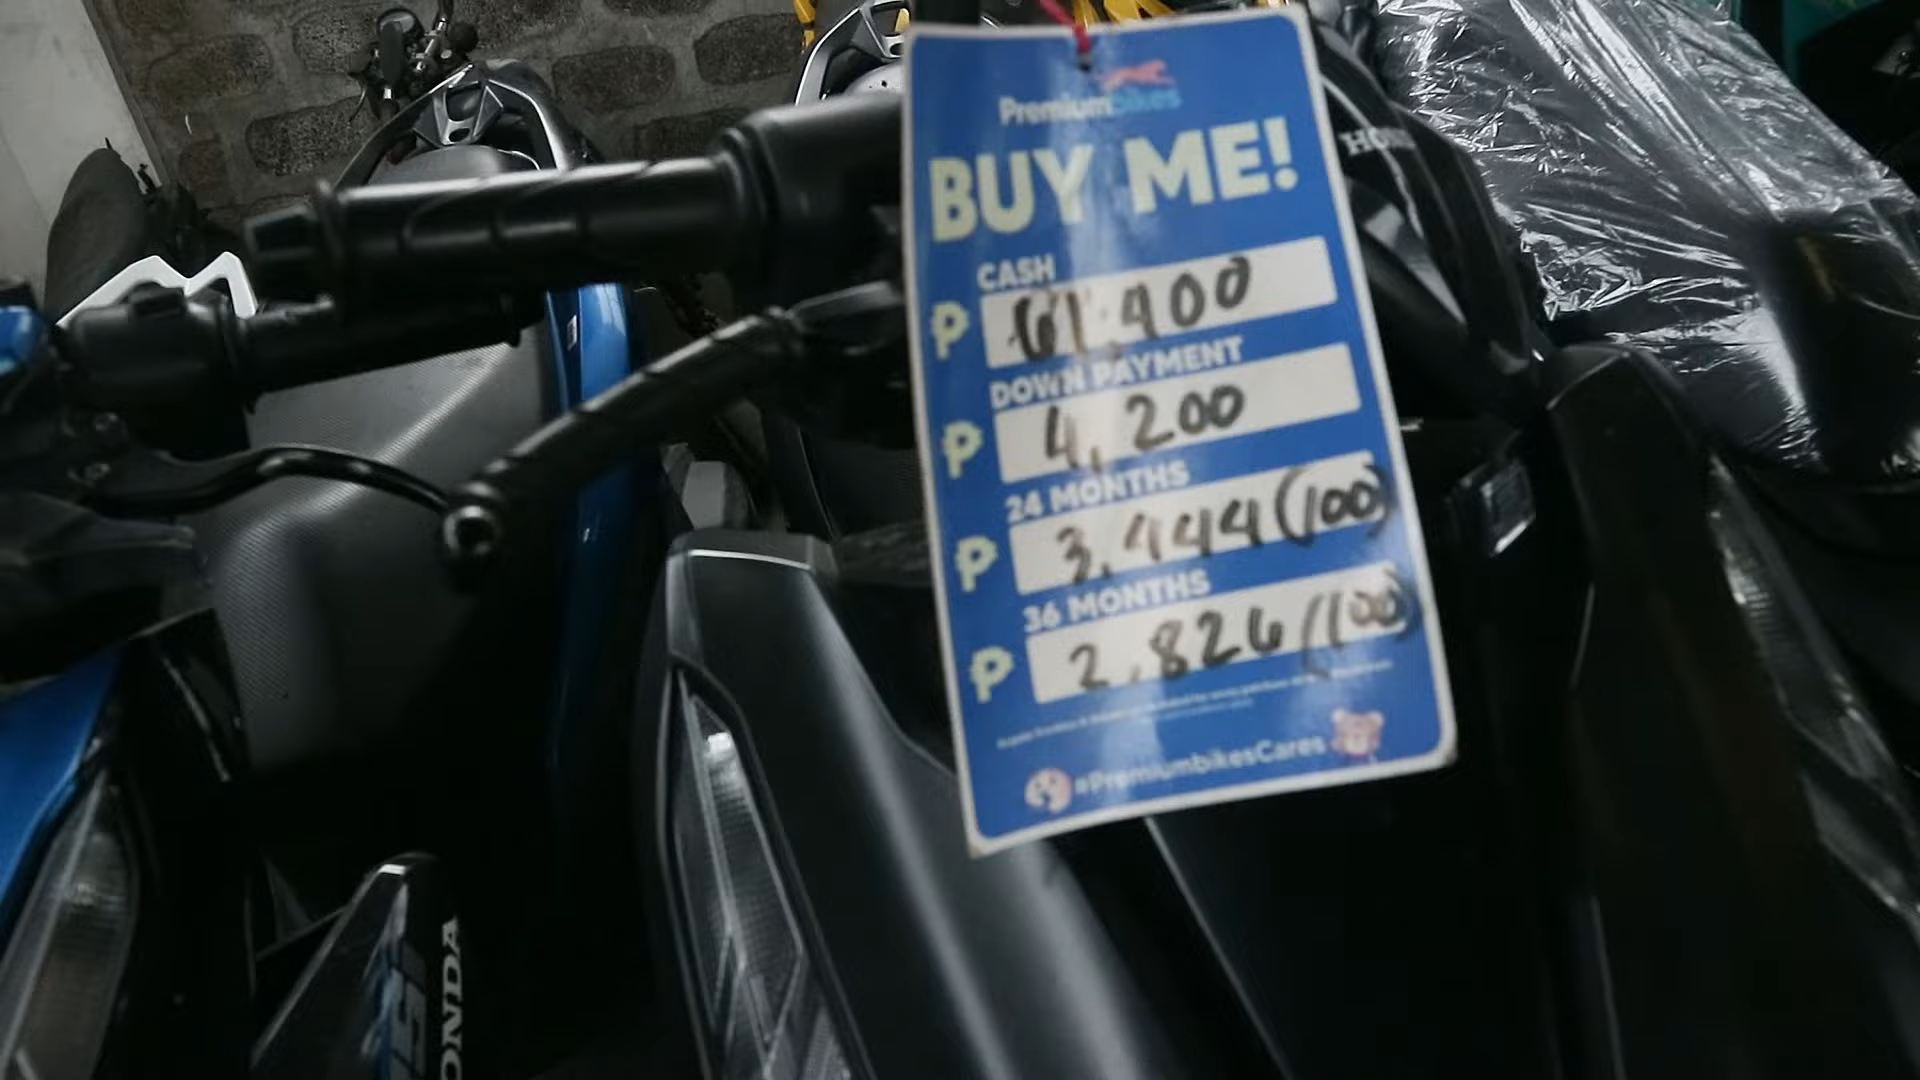 Premiumbikes
BUY ME!
CASH
₱ 61,900
DOWN PAYMENT
₱ 4,200
24 MONTHS
₱ 3,444 (100)
36 MONTHS
₱ 2,826 (100)
#PremiumbikesCares
HONDA
HONDA